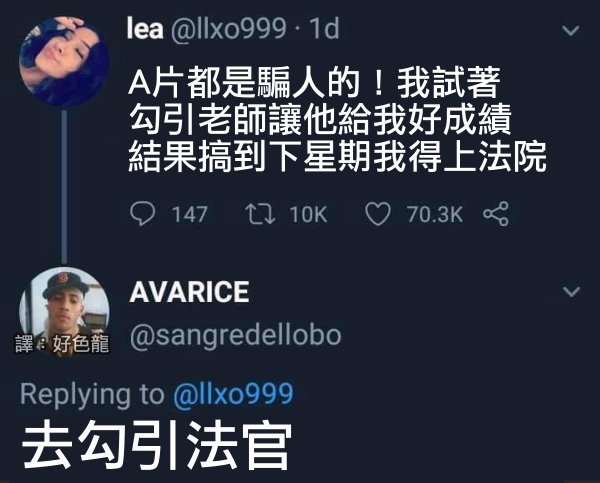 lea @llxo999 · 1d
A片都是騙人的！我試著
勾引老師讓他給我好成績
結果搞到下星期我得上法院
147 10K 70.3K
AVARICE
譯：好色龍 @sangredellobo
Replying to @llxo999
去勾引法官